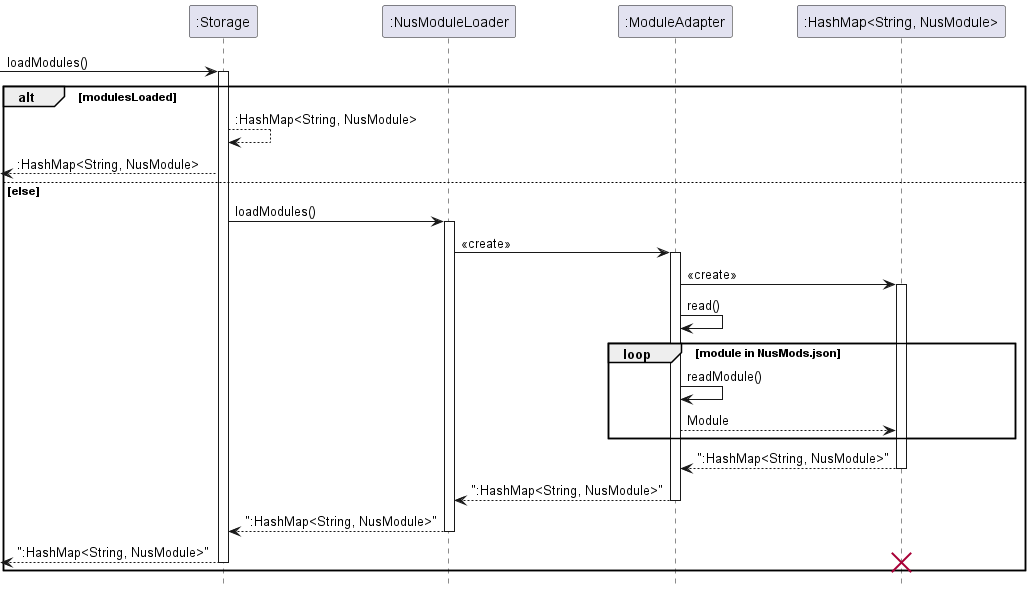 :Storage
:NusModuleLoader
:ModuleAdapter
:HashMap<String, NusModule>
loadModules()
alt
[modulesLoaded]
:HashMap<String, NusModule>
:HashMap<String, NusModule>
[else]
loadModules()
«create»
«create»
read()
loop
[module in NusMods.json]
readModule()
Module
":HashMap<String, NusModule>"
":HashMap<String, NusModule>"
":HashMap<String, NusModule>"
":HashMap<String, NusModule>"